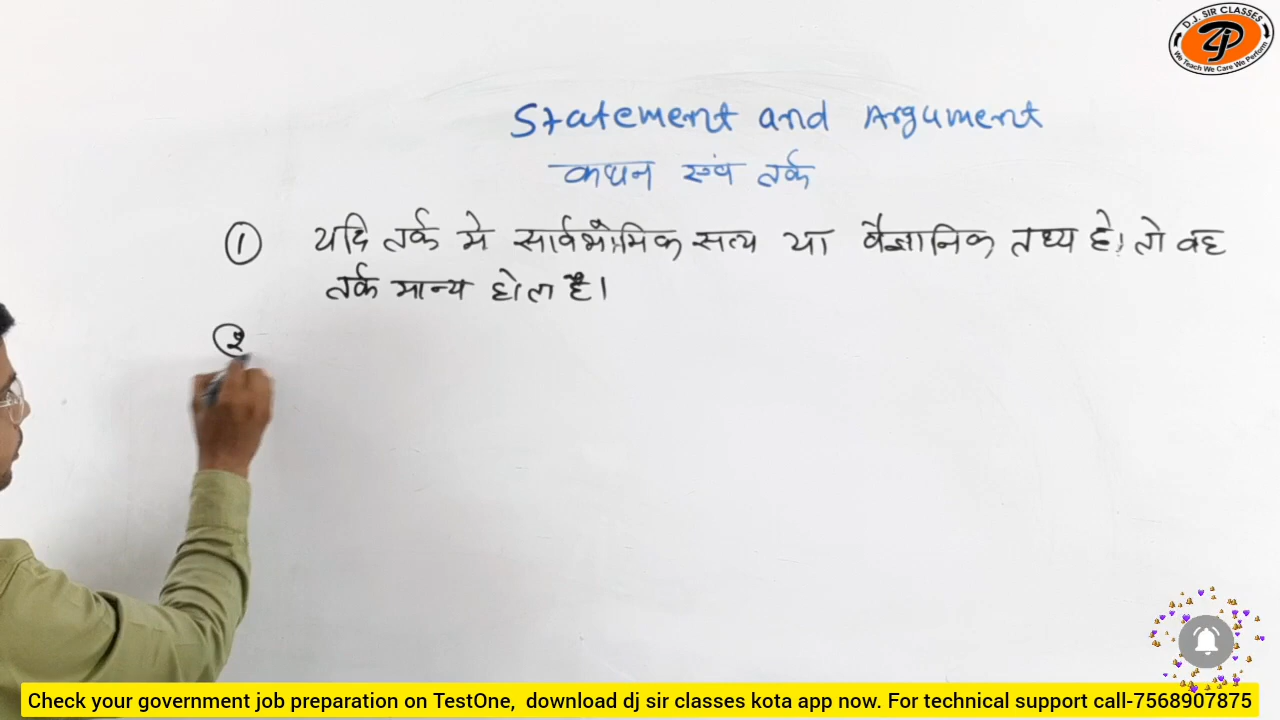 D.J. SIR CLASSES
We Teach We Care We Perform
Statement and Argument
कथन एवं तर्क
① यदि तर्क मे सार्वभौमिक सत्य या वैज्ञानिक तथ्य हे। तो वह
तर्क मान्य होता है।
②
Check your government job preparation on TestOne, download dj sir classes kota app now. For technical support call-7568907875